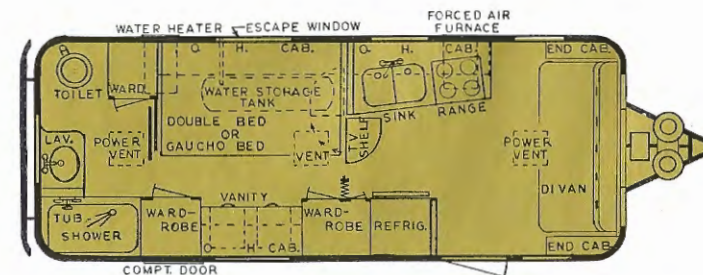 WATER HEATER
ESCAPE WINDOW
FORCED AIR
FURNACE
O. H. CAB.
O. H. CAB.
END CAB.
TOILET
WARD.
WATER STORAGE
TANK
SINK
RANGE
DOUBLE BED
OR
GAUCHO BED
LAV.
POWER
VENT
VENT
TV
SHELF
POWER
VENT
DIVAN
VANITY
TUB
SHOWER
WARD-
ROBE
O. H. CAB.
WARD-
ROBE
REFRIG.
END CAB.
COMPT. DOOR